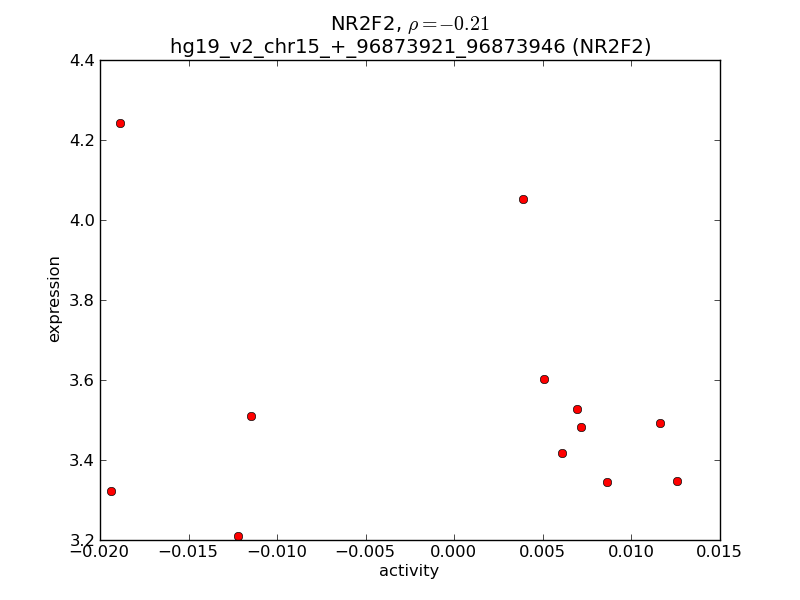 NR2F2, ρ = −0.21
hg19_v2_chr15_+_96873921_96873946 (NR2F2)
4.4
4.2
4.0
3.8
3.6
3.4
3.2
expression
−0.020 −0.015 −0.010 −0.005 0.000 0.005 0.010 0.015
activity